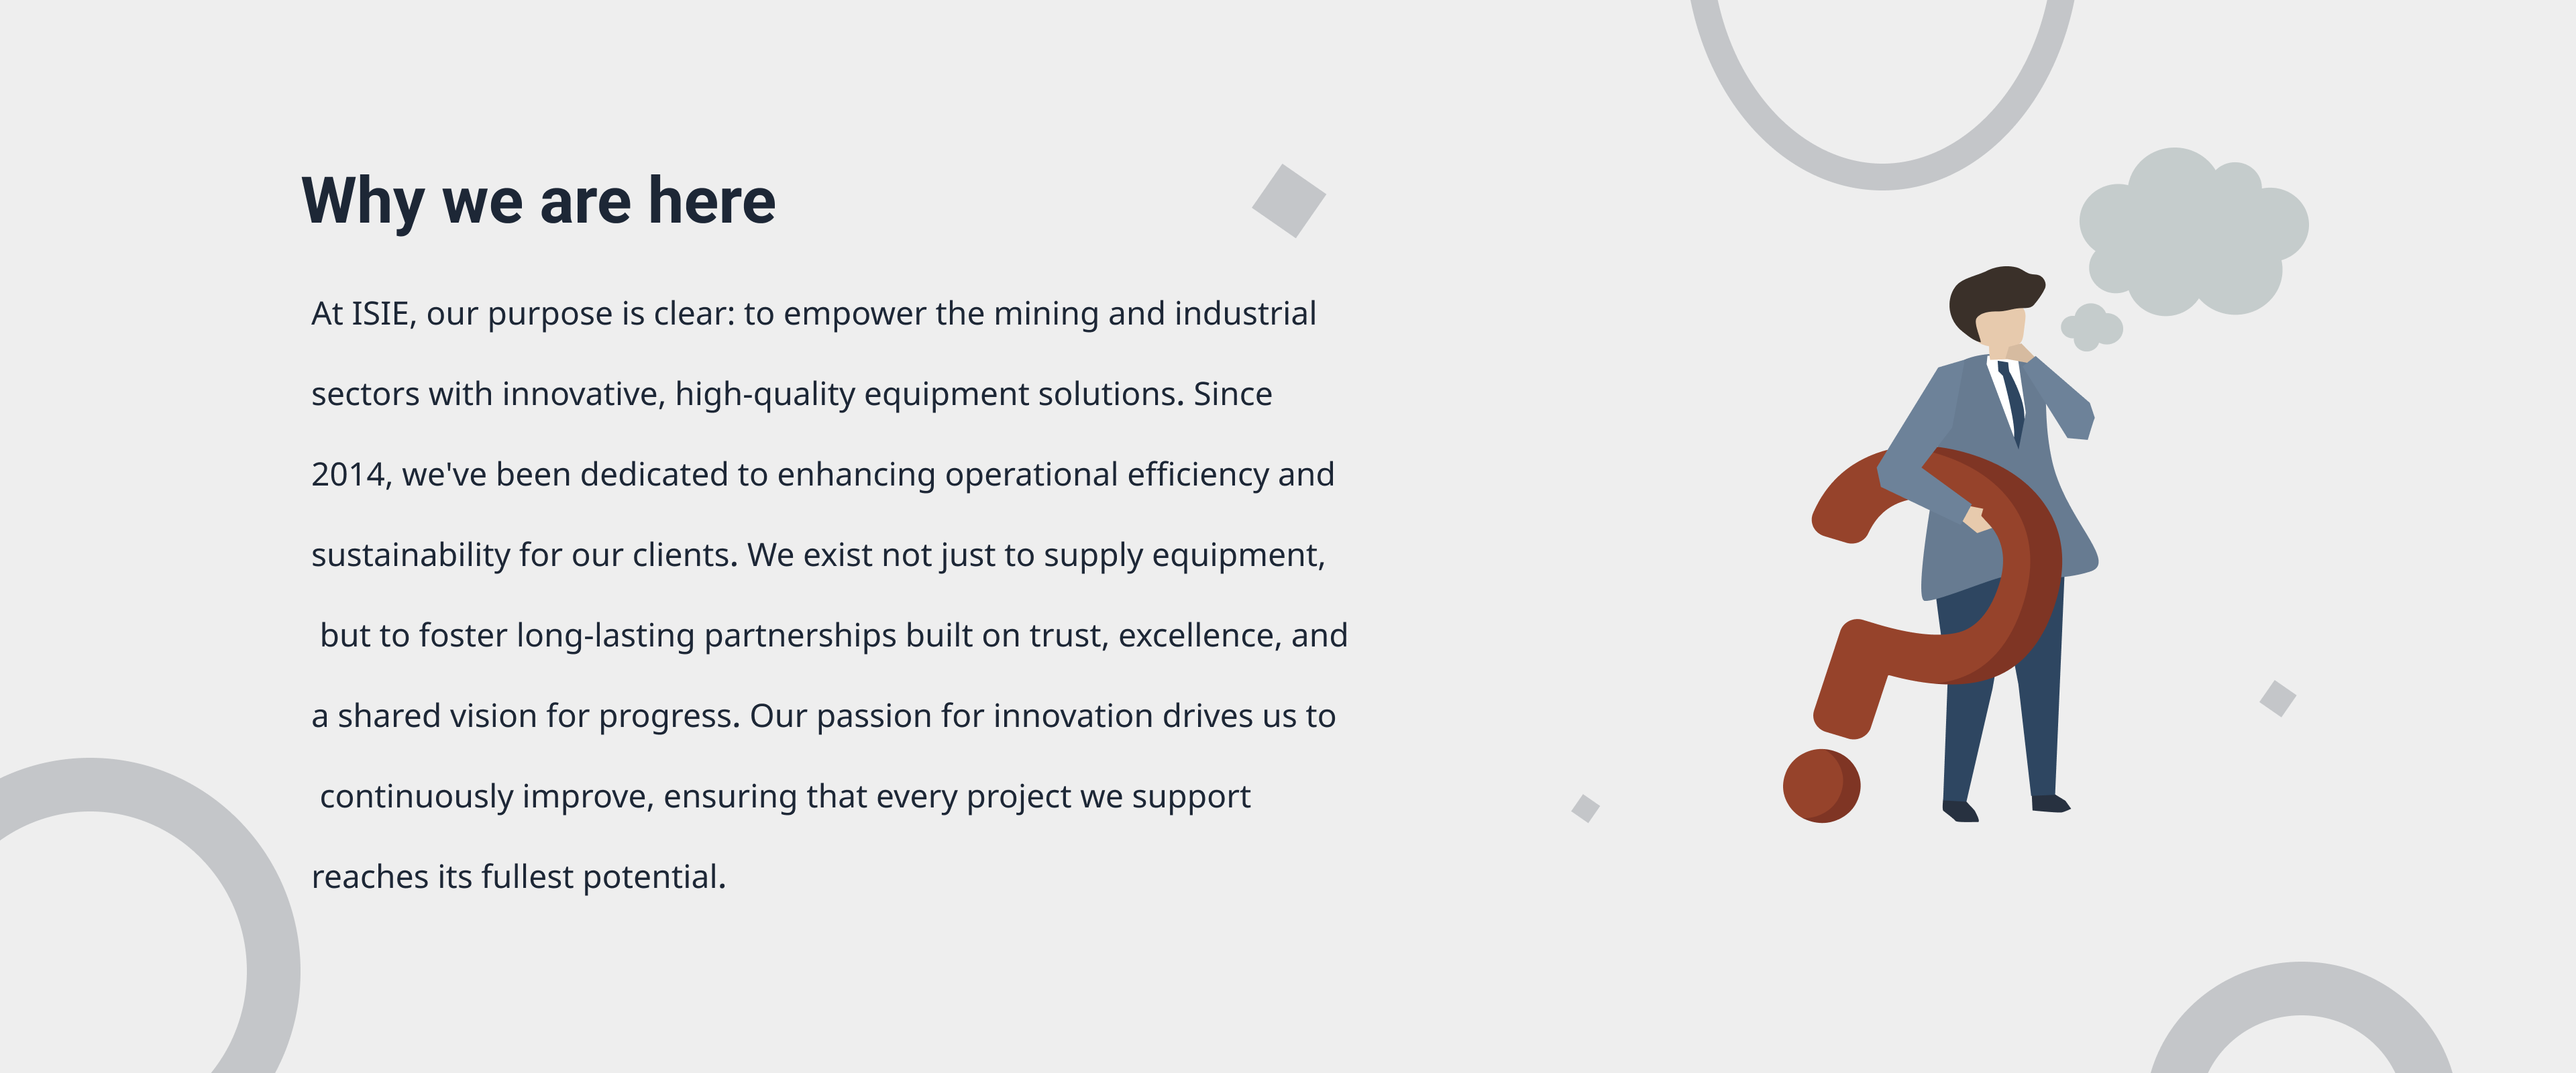 Why we are here
At ISIE, our purpose is clear: to empower the mining and industrial
sectors with innovative, high-quality equipment solutions. Since
2014, we've been dedicated to enhancing operational efficiency and
sustainability for our clients. We exist not just to supply equipment,
but to foster long-lasting partnerships built on trust, excellence, and
a shared vision for progress. Our passion for innovation drives us to
continuously improve, ensuring that every project we support
reaches its fullest potential.